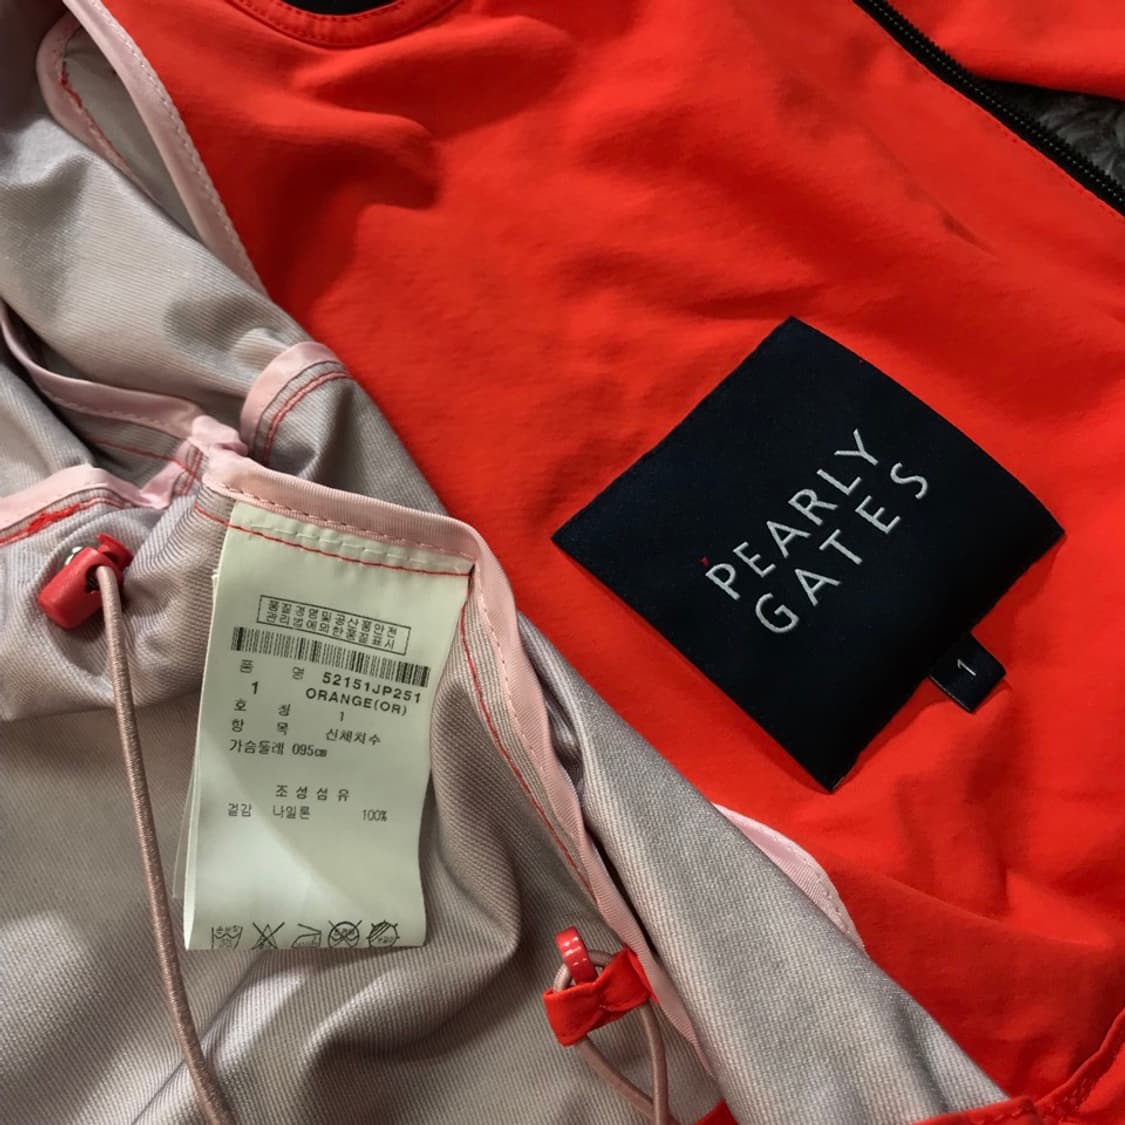 품질경영및공산품안전
관리법에의한품질표시
품 명 52151JP251
1 ORANGE(OR)
호 칭 1
항 목 신체치수
가슴둘레 095cm
조성섬유
겉감 나일론 100%
PEARLY
GATES
1